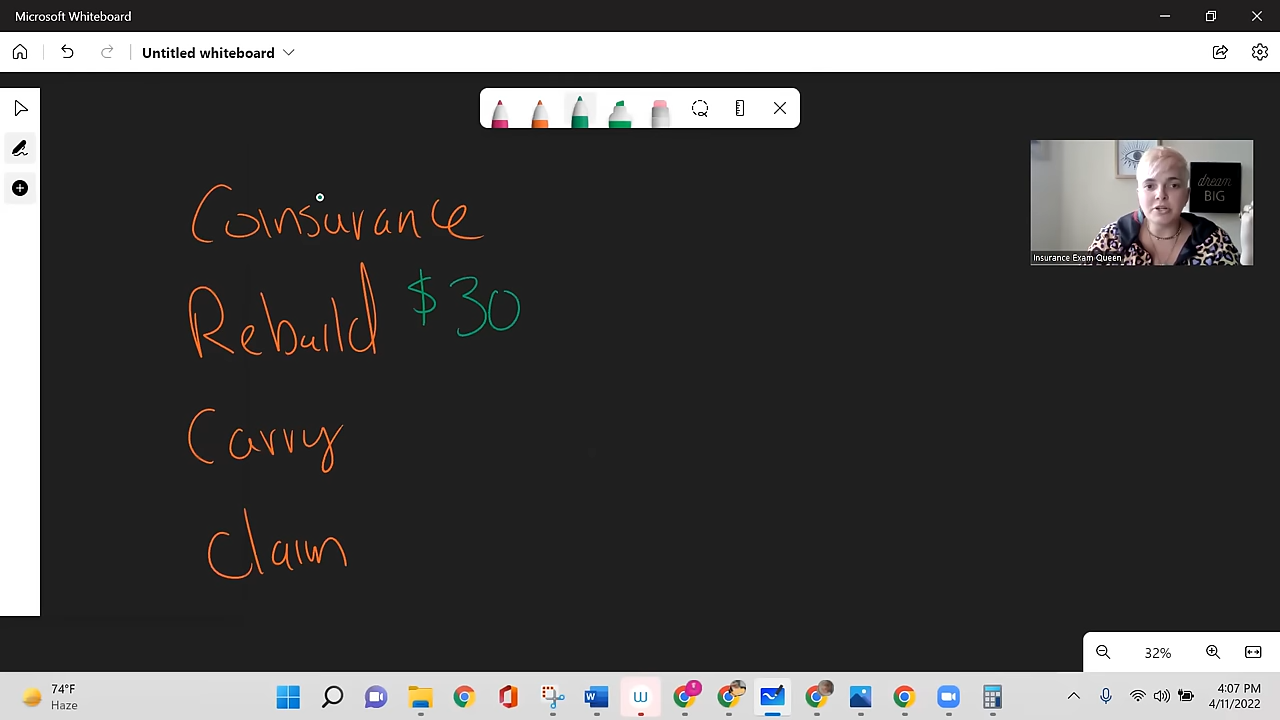 Microsoft Whiteboard
Untitled whiteboard
Coinsurance
Rebuild $30
Carry
Claim
dream
BIG
Insurance Exam Queen
32%
74°F
Haze
4:07 PM
4/11/2022